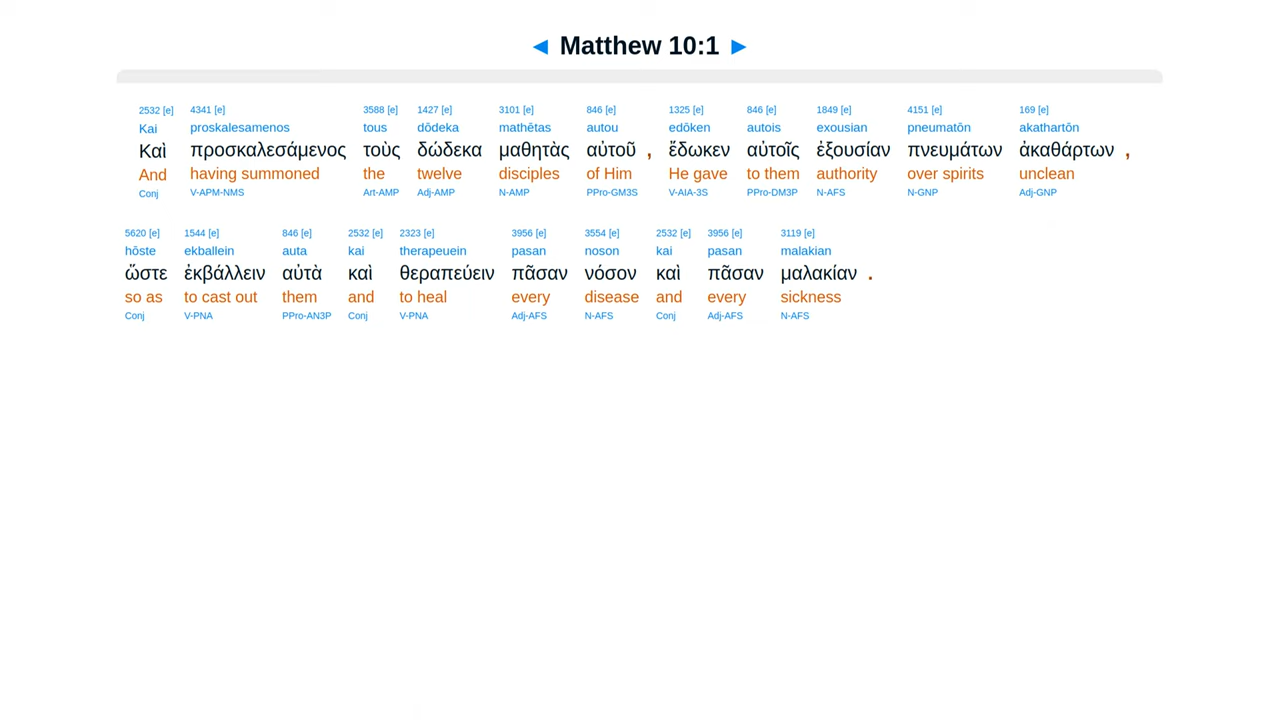 ◄ Matthew 10:1 ►
2532 [e] 4341 [e] 3588 [e] 1427 [e] 3101 [e] 846 [e] 1325 [e] 846 [e] 1849 [e] 4151 [e] 169 [e]
Kai proskalesamenos tous dōdeka mathētas autou edōken autois exousian pneumatōn akathartōn
Καὶ προσκαλεσάμενος τοὺς δώδεκα μαθητὰς αὐτοῦ , ἔδωκεν αὐτοῖς ἐξουσίαν πνευμάτων ἀκαθάρτων ,
And having summoned the twelve disciples of Him He gave to them authority over spirits unclean
Conj V-APM-NMS Art-AMP Adj-AMP N-AMP PPro-GM3S V-AIA-3S PPro-DM3P N-AFS N-GNP Adj-GNP
5620 [e] 1544 [e] 846 [e] 2532 [e] 2323 [e] 3956 [e] 3554 [e] 2532 [e] 3956 [e] 3119 [e]
hōste ekballein auta kai therapeuein pasan noson kai pasan malakian
ὥστε ἐκβάλλειν αὐτὰ καὶ θεραπεύειν πᾶσαν νόσον καὶ πᾶσαν μαλακίαν .
so as to cast out them and to heal every disease and every sickness
Conj V-PNA PPro-AN3P Conj V-PNA Adj-AFS N-AFS Conj Adj-AFS N-AFS